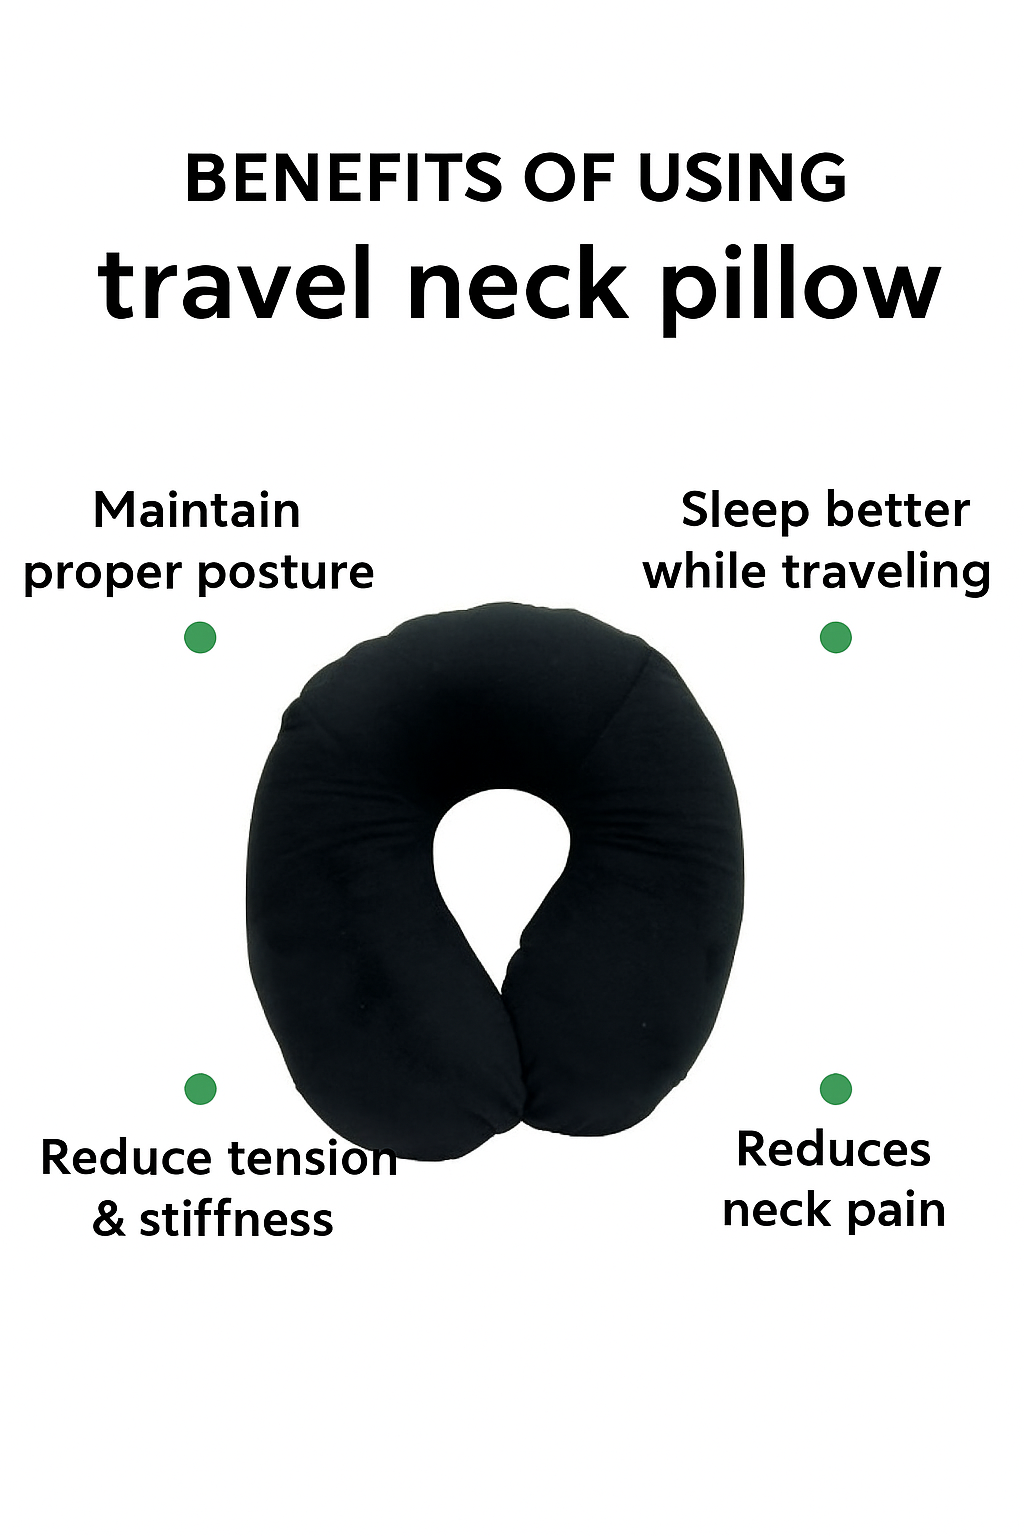 BENEFITS OF USING
travel neck pillow
Maintain
proper posture
Sleep better
while traveling
Reduce tension
& stiffness
Reduces
neck pain